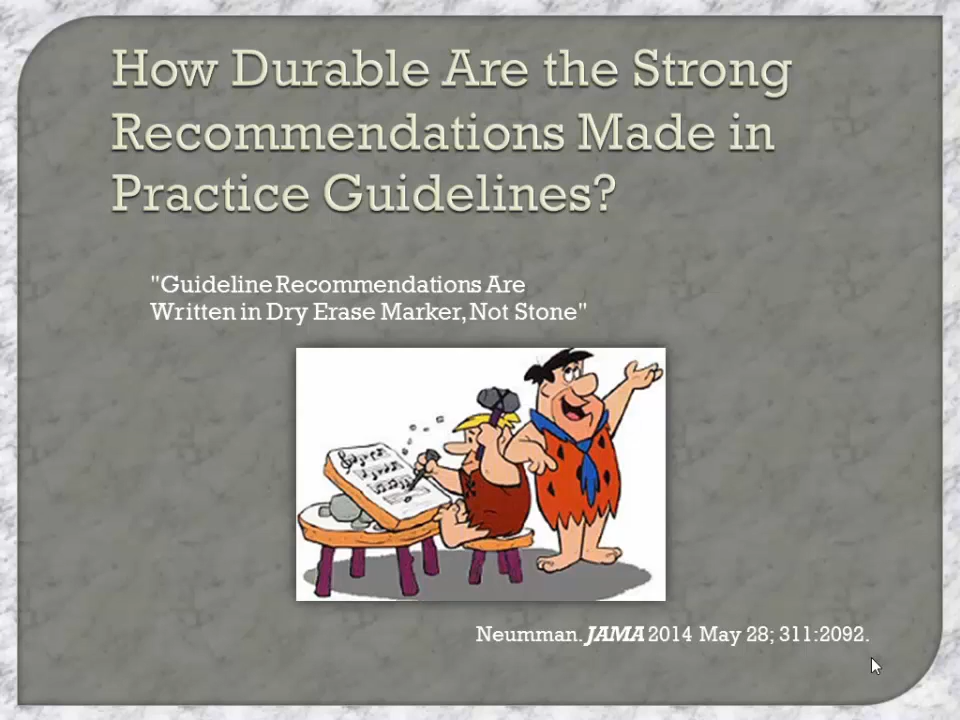 How Durable Are the Strong
Recommendations Made in
Practice Guidelines?
"Guideline Recommendations Are
Written in Dry Erase Marker, Not Stone"
Neumman. JAMA 2014 May 28; 311:2092.